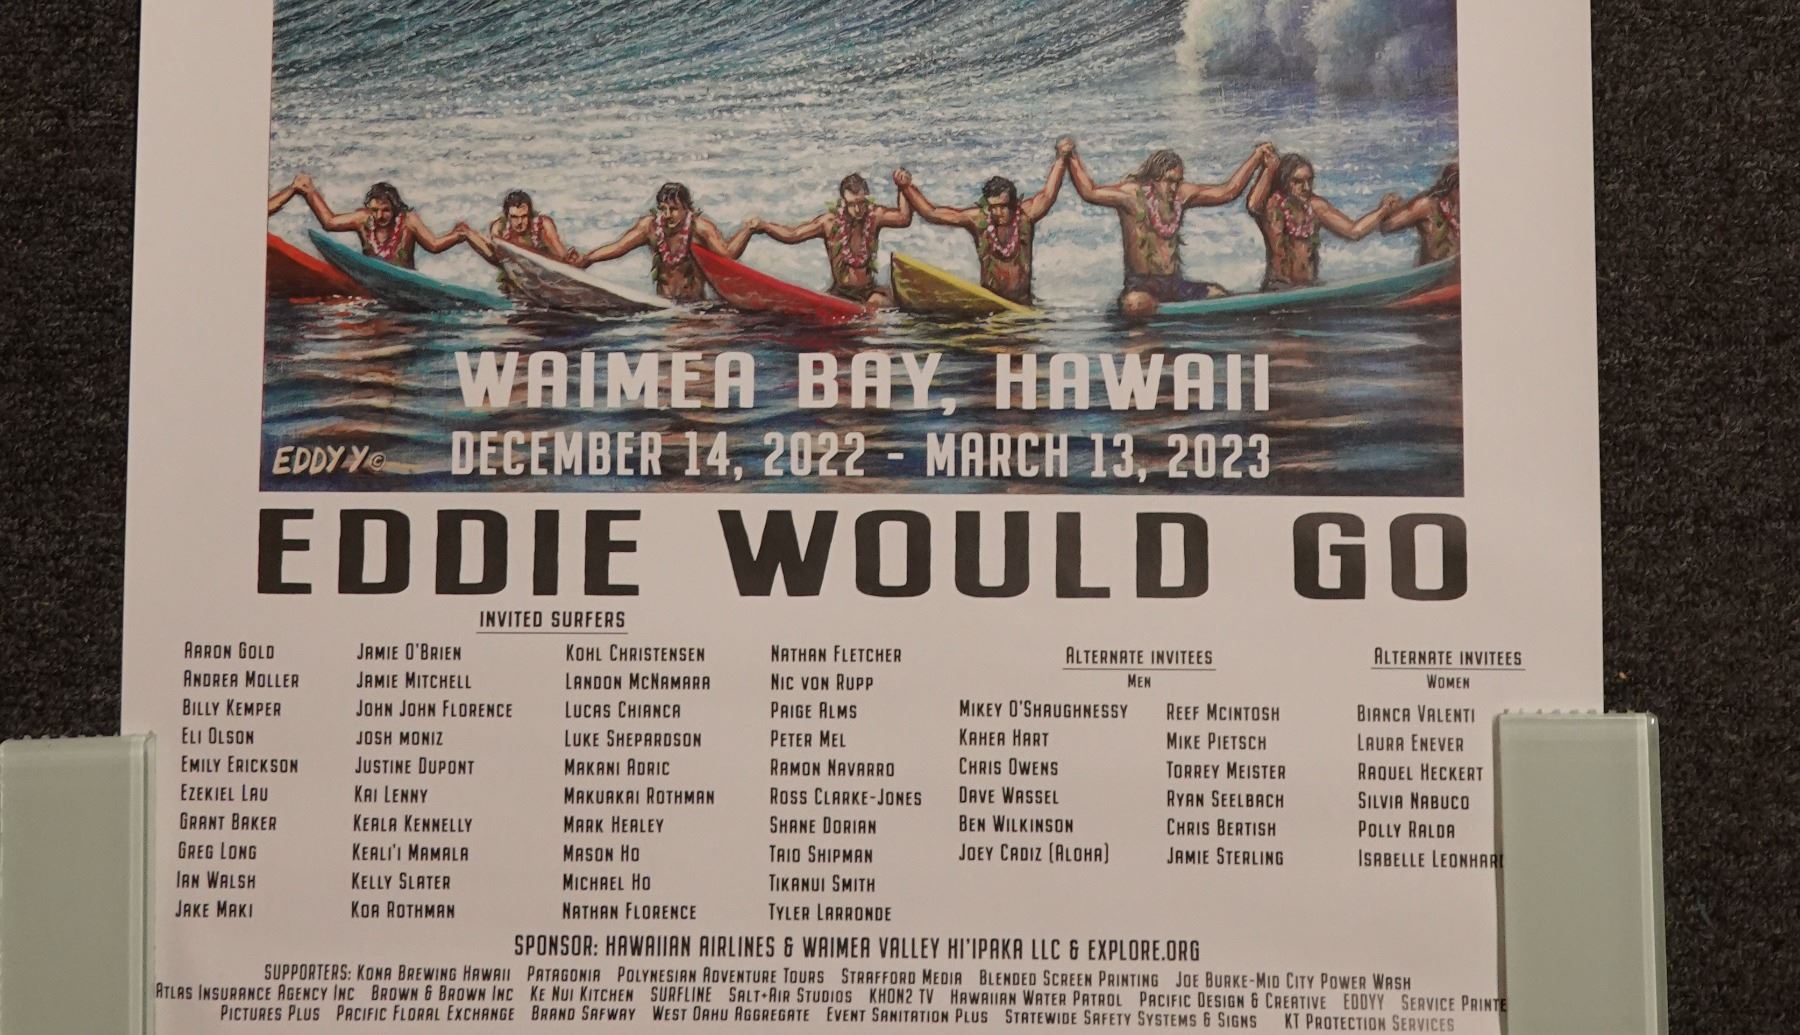 WAIMEA BAY, HAWAII
EDDY Y©
DECEMBER 14, 2022 - MARCH 13, 2023
EDDIE WOULD GO
INVITED SURFERS
AARON GOLD
ANDREA MOLLER
BILLY KEMPER
ELI OLSON
EMILY ERICKSON
EZEKIEL LAU
GRANT BAKER
GREG LONG
IAN WALSH
JAKE MAKI
JAMIE O'BRIEN
JAMIE MITCHELL
JOHN JOHN FLORENCE
JOSH MONIZ
JUSTINE DUPONT
KAI LENNY
KEALA KENNELLY
KEALI'I MAMALA
KELLY SLATER
KOA ROTHMAN
KOHL CHRISTENSEN
LANDON MCNAMARA
LUCAS CHIANCA
LUKE SHEPARDSON
MAKANI ADRIC
MAKUAKAI ROTHMAN
MARK HEALEY
MASON HO
MICHAEL HO
NATHAN FLORENCE
NATHAN FLETCHER
NIC VON RUPP
PAIGE ALMS
PETER MEL
RAMON NAVARRO
ROSS CLARKE-JONES
SHANE DORIAN
TAIO SHIPMAN
TIKANUI SMITH
TYLER LARRONDE
ALTERNATE INVITEES
MEN
MIKEY O'SHAUGHNESSY
KAHEA HART
CHRIS OWENS
DAVE WASSEL
BEN WILKINSON
JOEY CADIZ (ALOHA)
REEF MCINTOSH
MIKE PIETSCH
TORREY MEISTER
RYAN SEELBACH
CHRIS BERTISH
JAMIE STERLING
ALTERNATE INVITEES
WOMEN
BIANCA VALENTI
LAURA ENEVER
RAQUEL HECKERT
SILVIA NABUCO
POLLY RALDA
ISABELLE LEONHARD
SPONSOR: HAWAIIAN AIRLINES & WAIMEA VALLEY HI'IPAKA LLC & EXPLORE.ORG
SUPPORTERS: KONA BREWING HAWAII PATAGONIA POLYNESIAN ADVENTURE TOURS STRAFFORD MEDIA BLENDED SCREEN PRINTING JOE BURKE-MID CITY POWER WASH
ATLAS INSURANCE AGENCY INC BROWN & BROWN INC KE NUI KITCHEN SURFLINE SALT+AIR STUDIOS KHON2 TV HAWAIIAN WATER PATROL PACIFIC DESIGN & CREATIVE EDDYY SERVICE PRINTE
PICTURES PLUS PACIFIC FLORAL EXCHANGE BRAND SAFWAY WEST OAHU AGGREGATE EVENT SANITATION PLUS STATEWIDE SAFETY SYSTEMS & SIGNS KT PROTECTION SERVICES